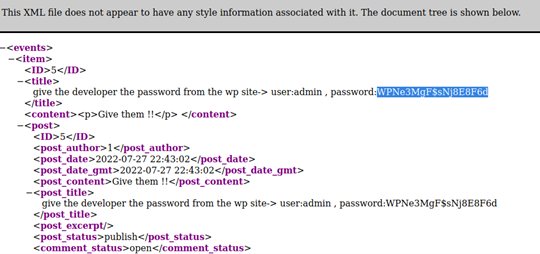 This XML file does not appear to have any style information associated with it. The document tree is shown below.
−<events>
−<item>
<ID>5</ID>
−<title>
give the developer the password from the wp site-> user:admin , password:WPNe3MgF$sNj8E8F6d
</title>
<content><p>Give them !!</p> </content>
−<post>
<ID>5</ID>
<post_author>1</post_author>
<post_date>2022-07-27 22:43:02</post_date>
<post_date_gmt>2022-07-27 22:43:02</post_date_gmt>
<post_content>Give them !!</post_content>
−<post_title>
give the developer the password from the wp site-> user:admin , password:WPNe3MgF$sNj8E8F6d
</post_title>
<post_excerpt/>
<post_status>publish</post_status>
<comment_status>open</comment_status>